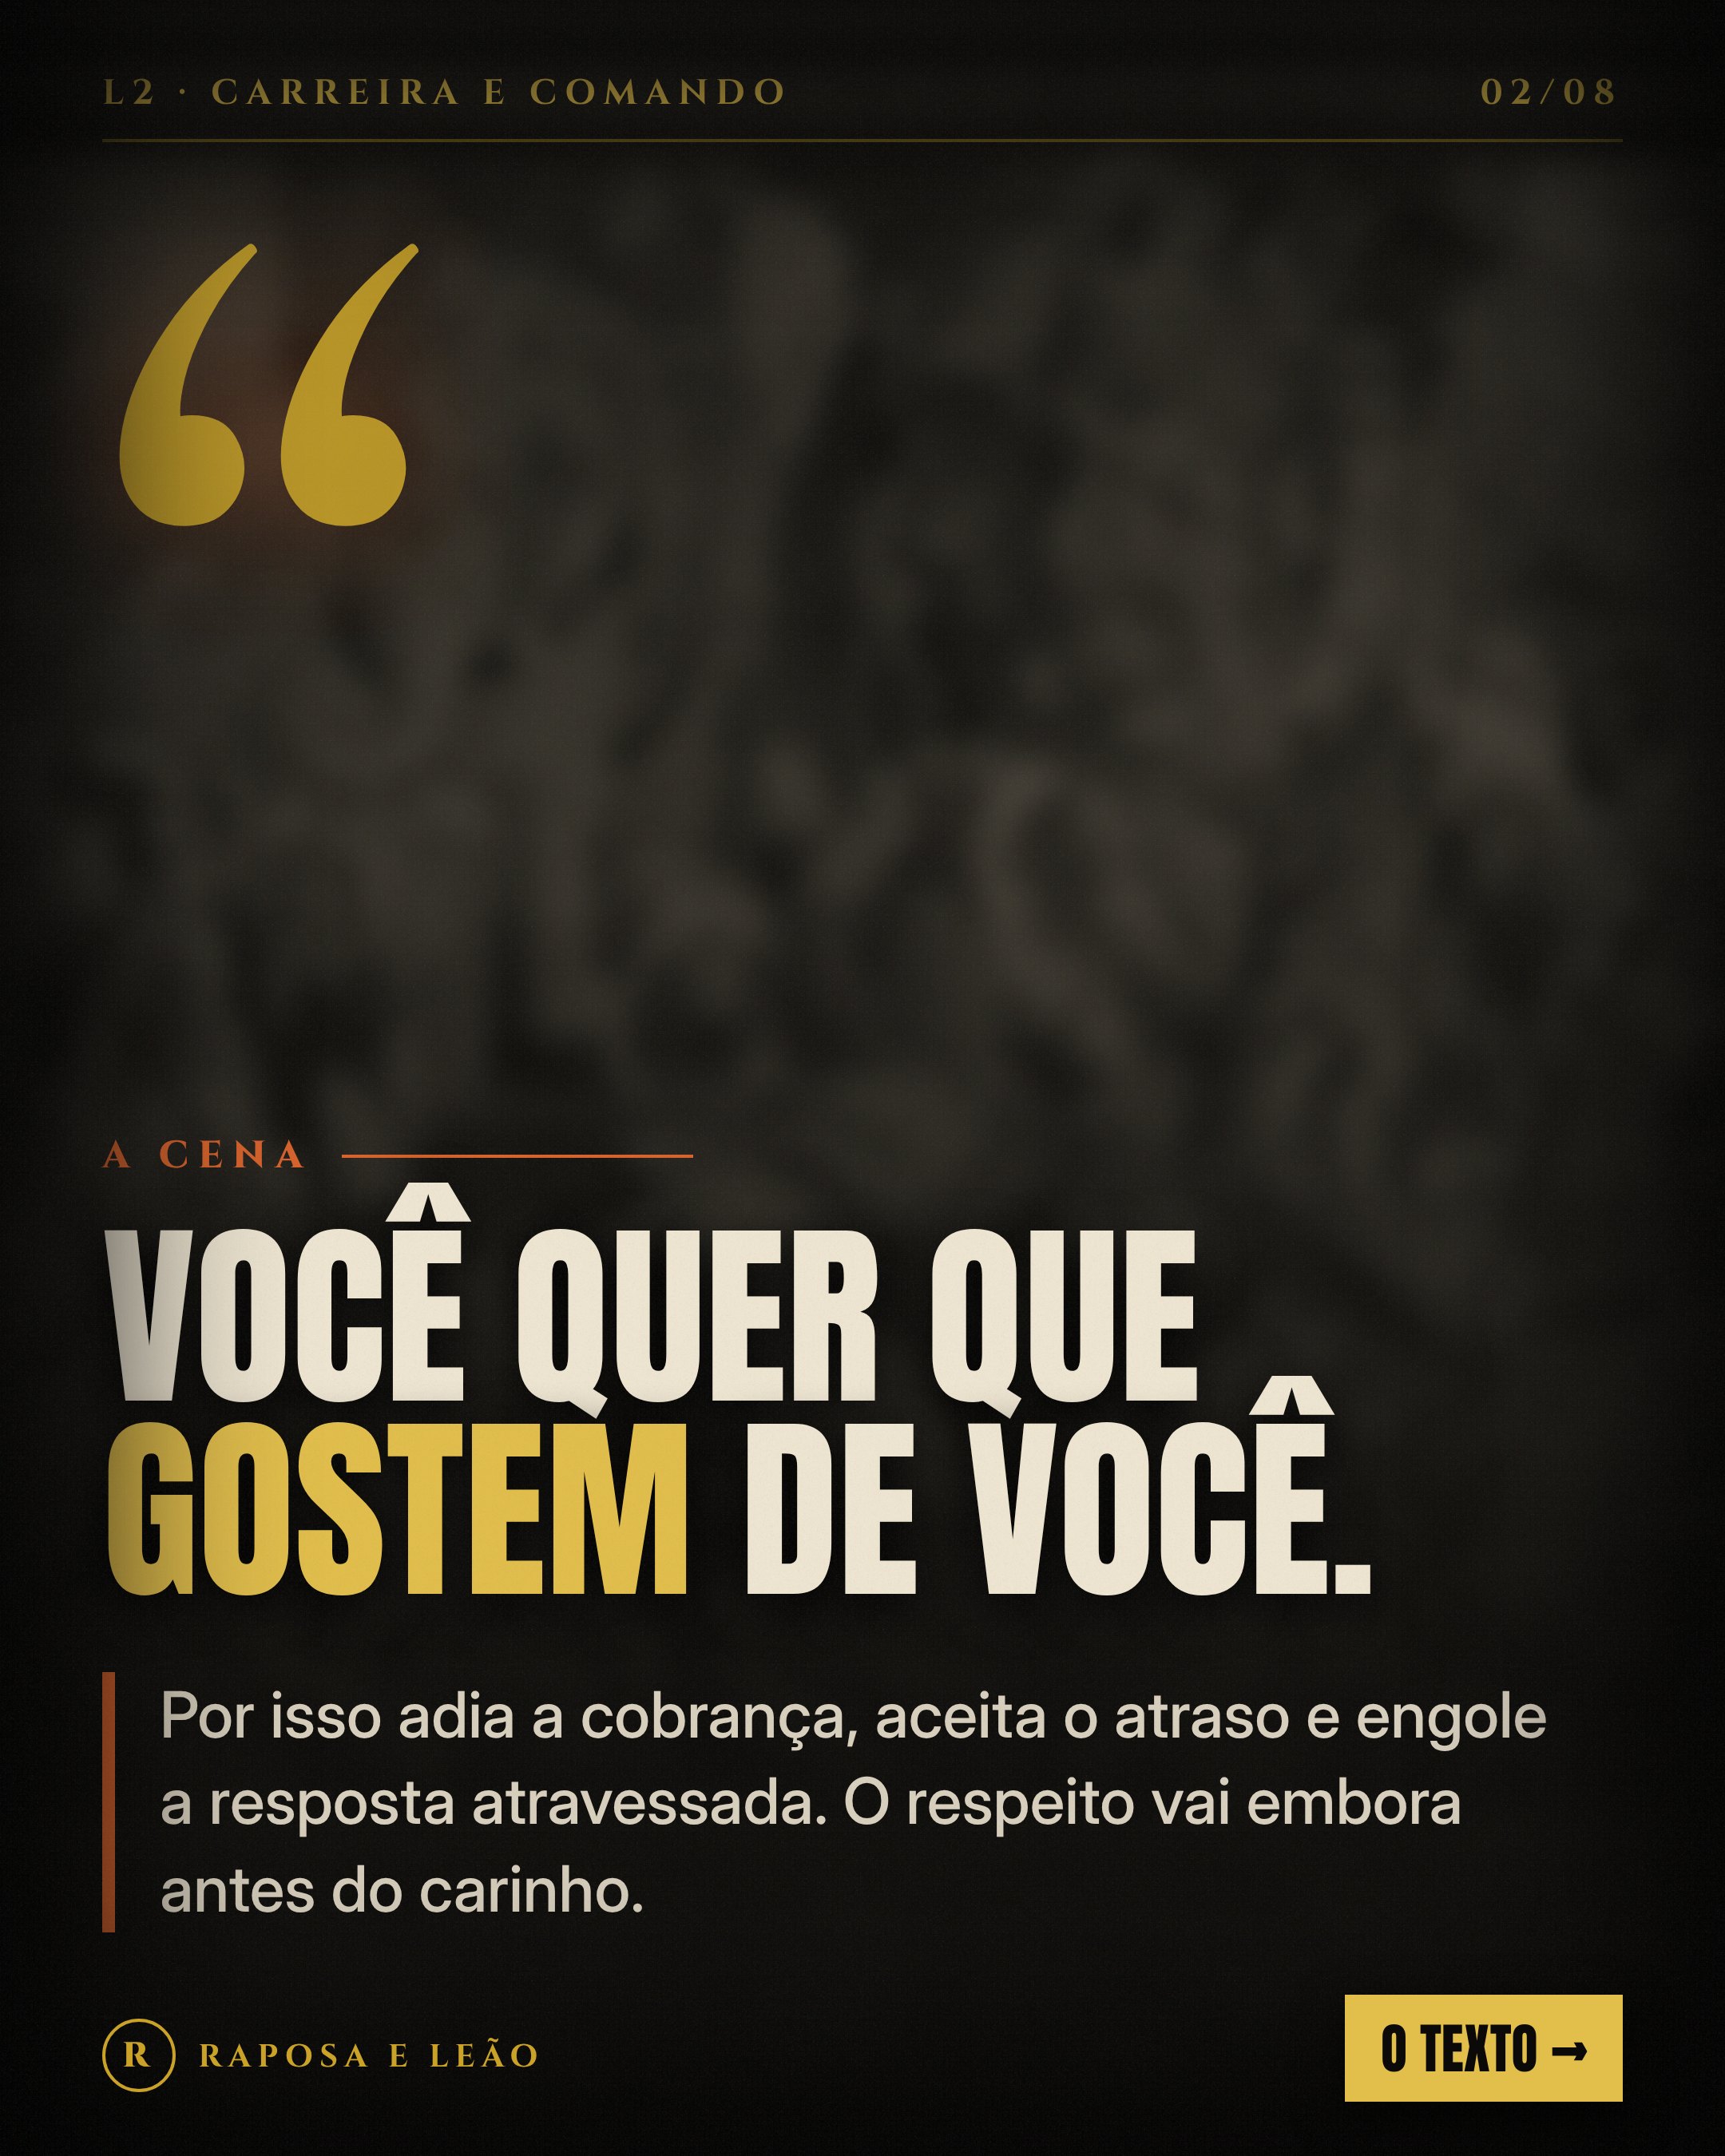 L2 · CARREIRA E COMANDO
02/08
“
A CENA
VOCÊ QUER QUE
GOSTEM DE VOCÊ.
Por isso adia a cobrança, aceita o atraso e engole
a resposta atravessada. O respeito vai embora
antes do carinho.
R RAPOSA E LEÃO
O TEXTO →